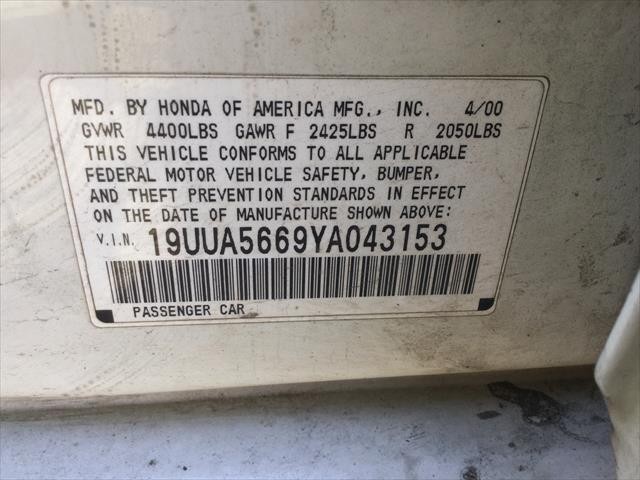 MFD. BY HONDA OF AMERICA MFG., INC. 4/00
GVWR 4400LBS GAWR F 2425LBS R 2050LBS
THIS VEHICLE CONFORMS TO ALL APPLICABLE
FEDERAL MOTOR VEHICLE SAFETY, BUMPER,
AND THEFT PREVENTION STANDARDS IN EFFECT
ON THE DATE OF MANUFACTURE SHOWN ABOVE:
V.I.N. 19UUA5669YA043153
PASSENGER CAR